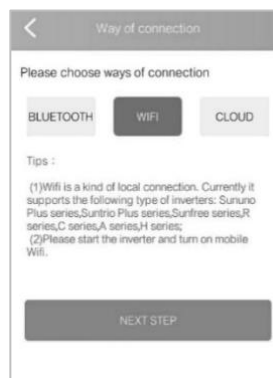 Way of connection
Please choose ways of connection
BLUETOOTH WIFI CLOUD
Tips :
(1)Wifi is a kind of local connection. Currently it
supports the following type of inverters: Sununo
Plus series,Suntrio Plus series,Sunfree series,R
series,C series,A series,H series;
(2)Please start the inverter and turn on mobile
Wifi.
NEXT STEP